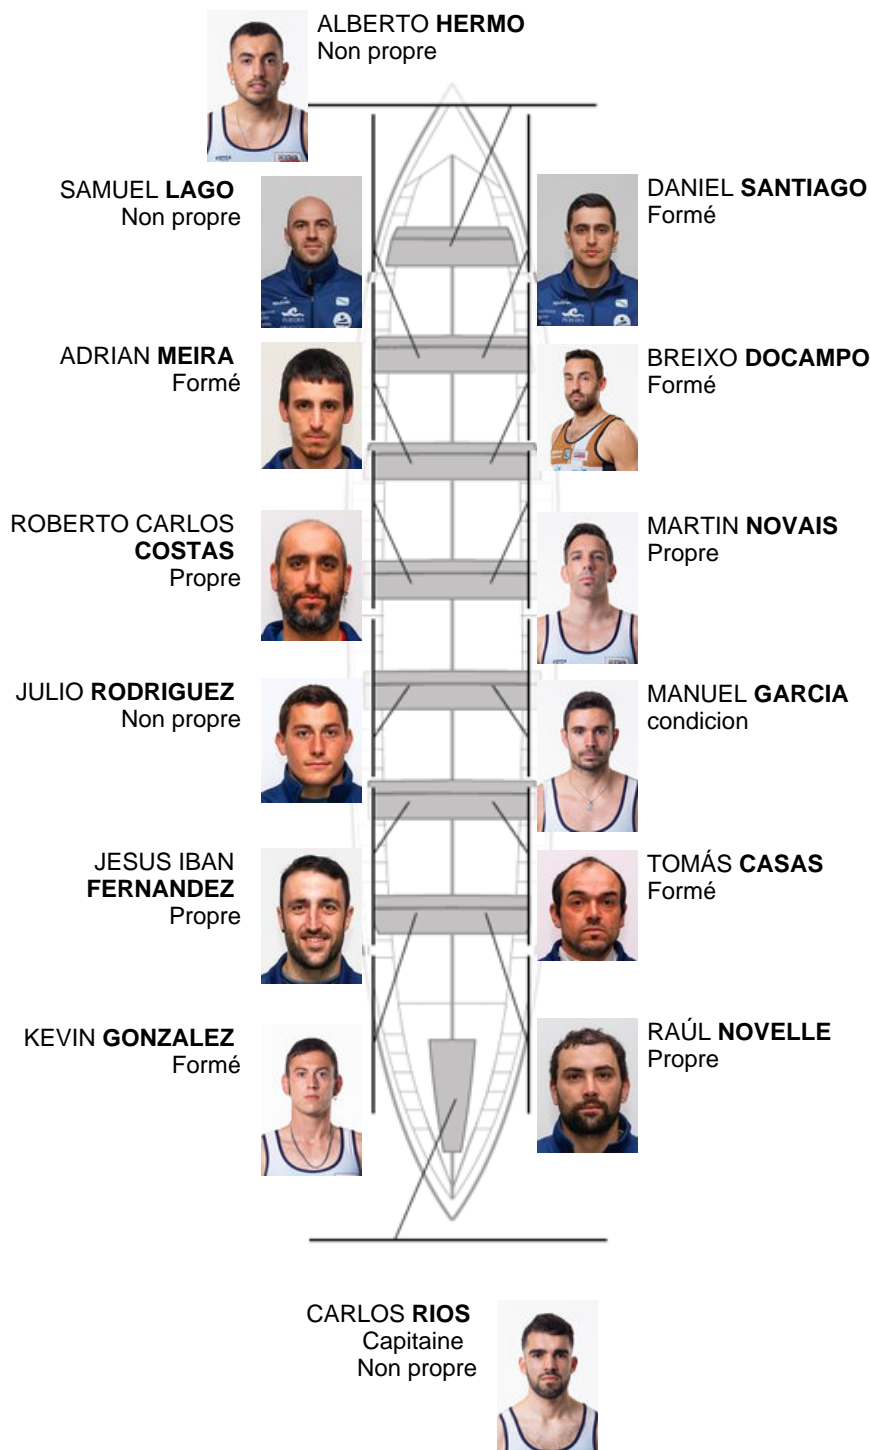 ALBERTO HERMO
Non propre
SAMUEL LAGO
Non propre
DANIEL SANTIAGO
Formé
ADRIAN MEIRA
Formé
BREIXO DOCAMPO
Formé
ROBERTO CARLOS
COSTAS
Propre
MARTIN NOVAIS
Propre
JULIO RODRIGUEZ
Non propre
MANUEL GARCIA
condicion
JESUS IBAN
FERNANDEZ
Propre
TOMÁS CASAS
Formé
KEVIN GONZALEZ
Formé
RAÚL NOVELLE
Propre
CARLOS RIOS
Capitaine
Non propre